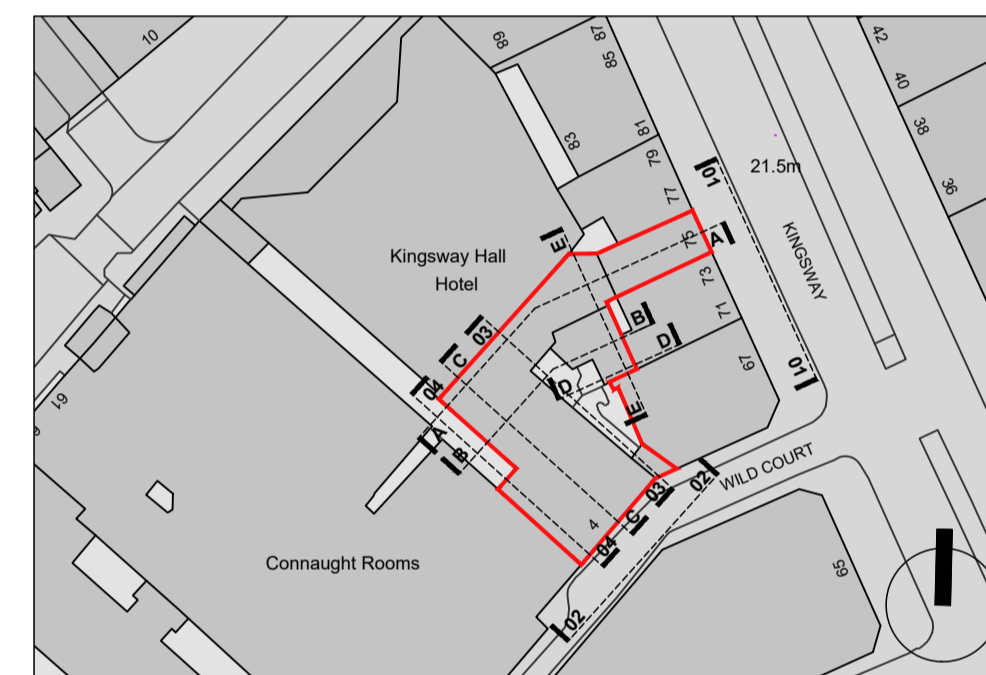 10
89
87
85
42
40
38
36
83
81
79
77
01
21.5m
KINGSWAY
Kingsway Hall
Hotel
E
75
A
73
71
B
D
67
01
03
C
04
D
E
61
A
B
WILD COURT
02
03
C
4
04
Connaught Rooms
65
02